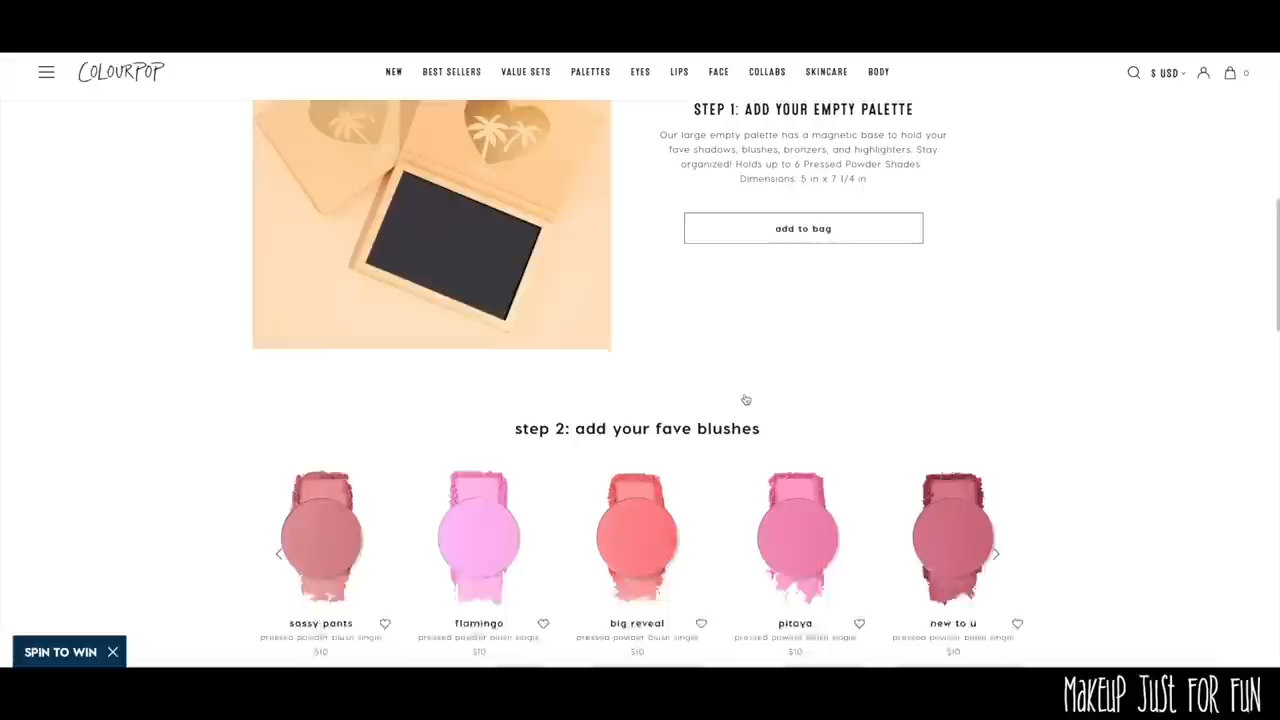 COLOURPOP
NEW BEST SELLERS VALUE SETS PALETTES EYES LIPS FACE COLLABS SKINCARE BODY
$ USD
0
STEP 1: ADD YOUR EMPTY PALETTE
Our large empty palette has a magnetic base to hold your
fave shadows, blushes, bronzers, and highlighters. Stay
organized! Holds up to 6 Pressed Powder Shades
Dimensions: 5 in x 7 1/4 in
add to bag
step 2: add your fave blushes
sassy pants flamingo big reveal pitaya new to u
pressed powder blush single pressed powder blush single pressed powder blush single pressed powder blush single pressed powder blush single
$10 $10 $10 $10 $10
SPIN TO WIN
MAKEUP JUST FOR FUN